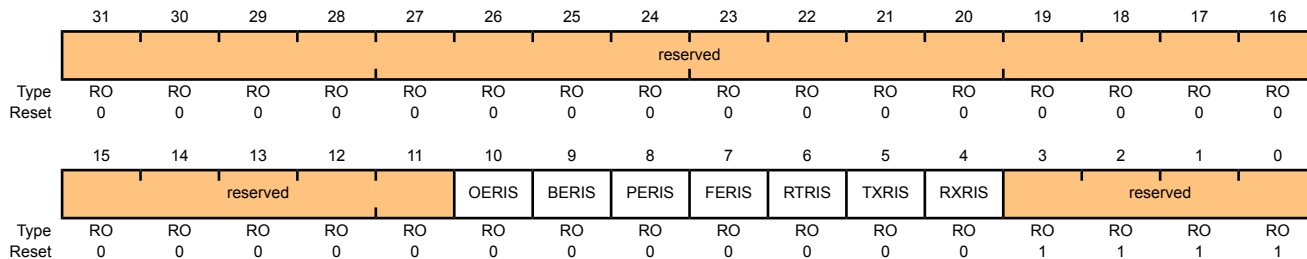 31 30 29 28 27 26 25 24 23 22 21 20 19 18 17 16
reserved
Type RO RO RO RO RO RO RO RO RO RO RO RO RO RO RO RO
Reset 0 0 0 0 0 0 0 0 0 0 0 0 0 0 0 0
15 14 13 12 11 10 9 8 7 6 5 4 3 2 1 0
reserved OERIS BERIS PERIS FERIS RTRIS TXRIS RXRIS reserved
Type RO RO RO RO RO RO RO RO RO RO RO RO RO RO RO RO
Reset 0 0 0 0 0 0 0 0 0 0 0 0 1 1 1 1